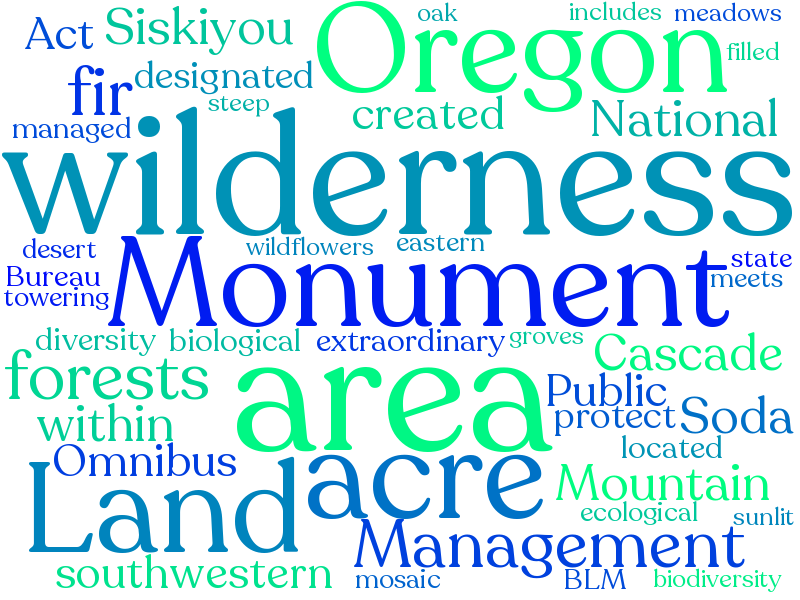 oak includes meadows
Act Siskiyou Oregon filled
fir designated
steep created National
managed
wilderness
desert wildflowers eastern
Bureau Monument state
towering meets
diversity biological extraordinary groves
Cascade
forests area Public
within protect Soda
Omnibus located
Land acre Mountain
ecological sunlit
Management
southwestern mosaic BLM biodiversity